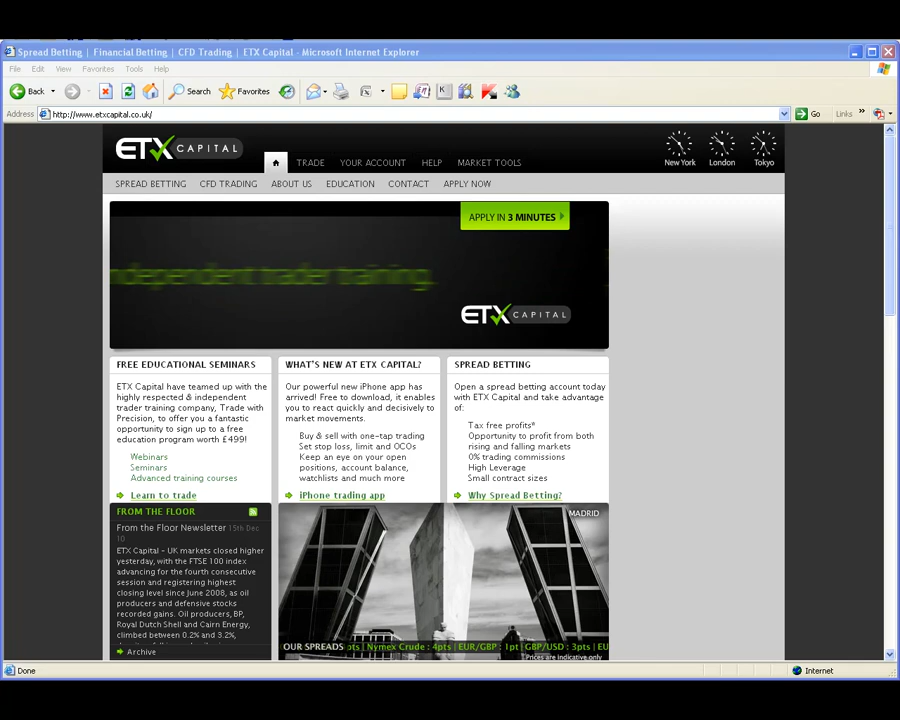 Spread Betting | Financial Betting | CFD Trading | ETX Capital - Microsoft Internet Explorer
File Edit View Favorites Tools Help
Back Search Favorites
Address http://www.etxcapital.co.uk/ Go Links
ETX CAPITAL
TRADE YOUR ACCOUNT HELP MARKET TOOLS
New York London Tokyo
SPREAD BETTING CFD TRADING ABOUT US EDUCATION CONTACT APPLY NOW
APPLY IN 3 MINUTES
independent trader training.
ETX CAPITAL
FREE EDUCATIONAL SEMINARS
ETX Capital have teamed up with the
highly respected & independent
trader training company, Trade with
Precision, to offer you a fantastic
opportunity to sign up to a free
education program worth £499!
Webinars
Seminars
Advanced training courses
Learn to trade
WHAT'S NEW AT ETX CAPITAL?
Our powerful new iPhone app has
arrived! Free to download, it enables
you to react quickly and decisively to
market movements.
Buy & sell with one-tap trading
Set stop loss, limit and OCOs
Keep an eye on your open
positions, account balance,
watchlists and much more
iPhone trading app
SPREAD BETTING
Open a spread betting account today
with ETX Capital and take advantage
of:
Tax free profits*
Opportunity to profit from both
rising and falling markets
0% trading commissions
High Leverage
Small contract sizes
Why Spread Betting?
FROM THE FLOOR
From the Floor Newsletter 15th Dec
10
ETX Capital - UK markets closed higher
yesterday, with the FTSE 100 index
advancing for the fourth consecutive
session and registering highest
closing level since June 2008, as oil
producers and defensive stocks
recorded gains. Oil producers, BP,
Royal Dutch Shell and Cairn Energy,
climbed between 0.2% and 3.2%,
Archive
MADRID
OUR SPREADS pts | Nymex Crude : 4pts | EUR/GBP : 1pt | GBP/USD : 3pts | EU
*Prices are indicative only
Done Internet